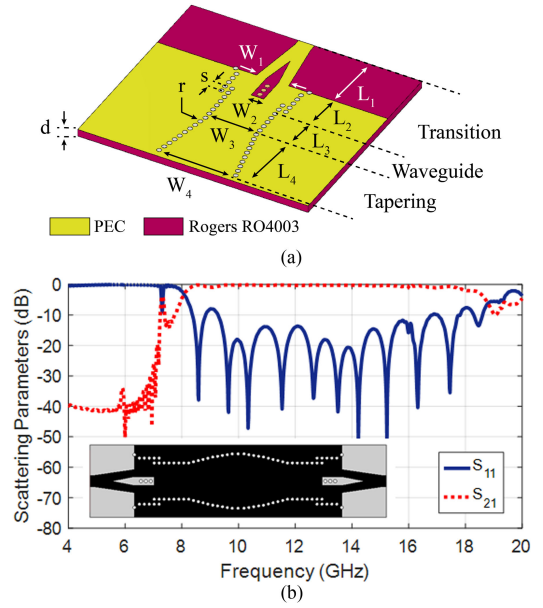 W1
s
r
W2
W3
L1
L2
L3
L4
d
W4
Transition
Waveguide
Tapering
PEC
Rogers RO4003
(a)
Scattering Parameters (dB)
0
-10
-20
-30
-40
-50
-60
-70
-80
S11
S21
4
6
8
10
12
14
16
18
20
Frequency (GHz)
(b)